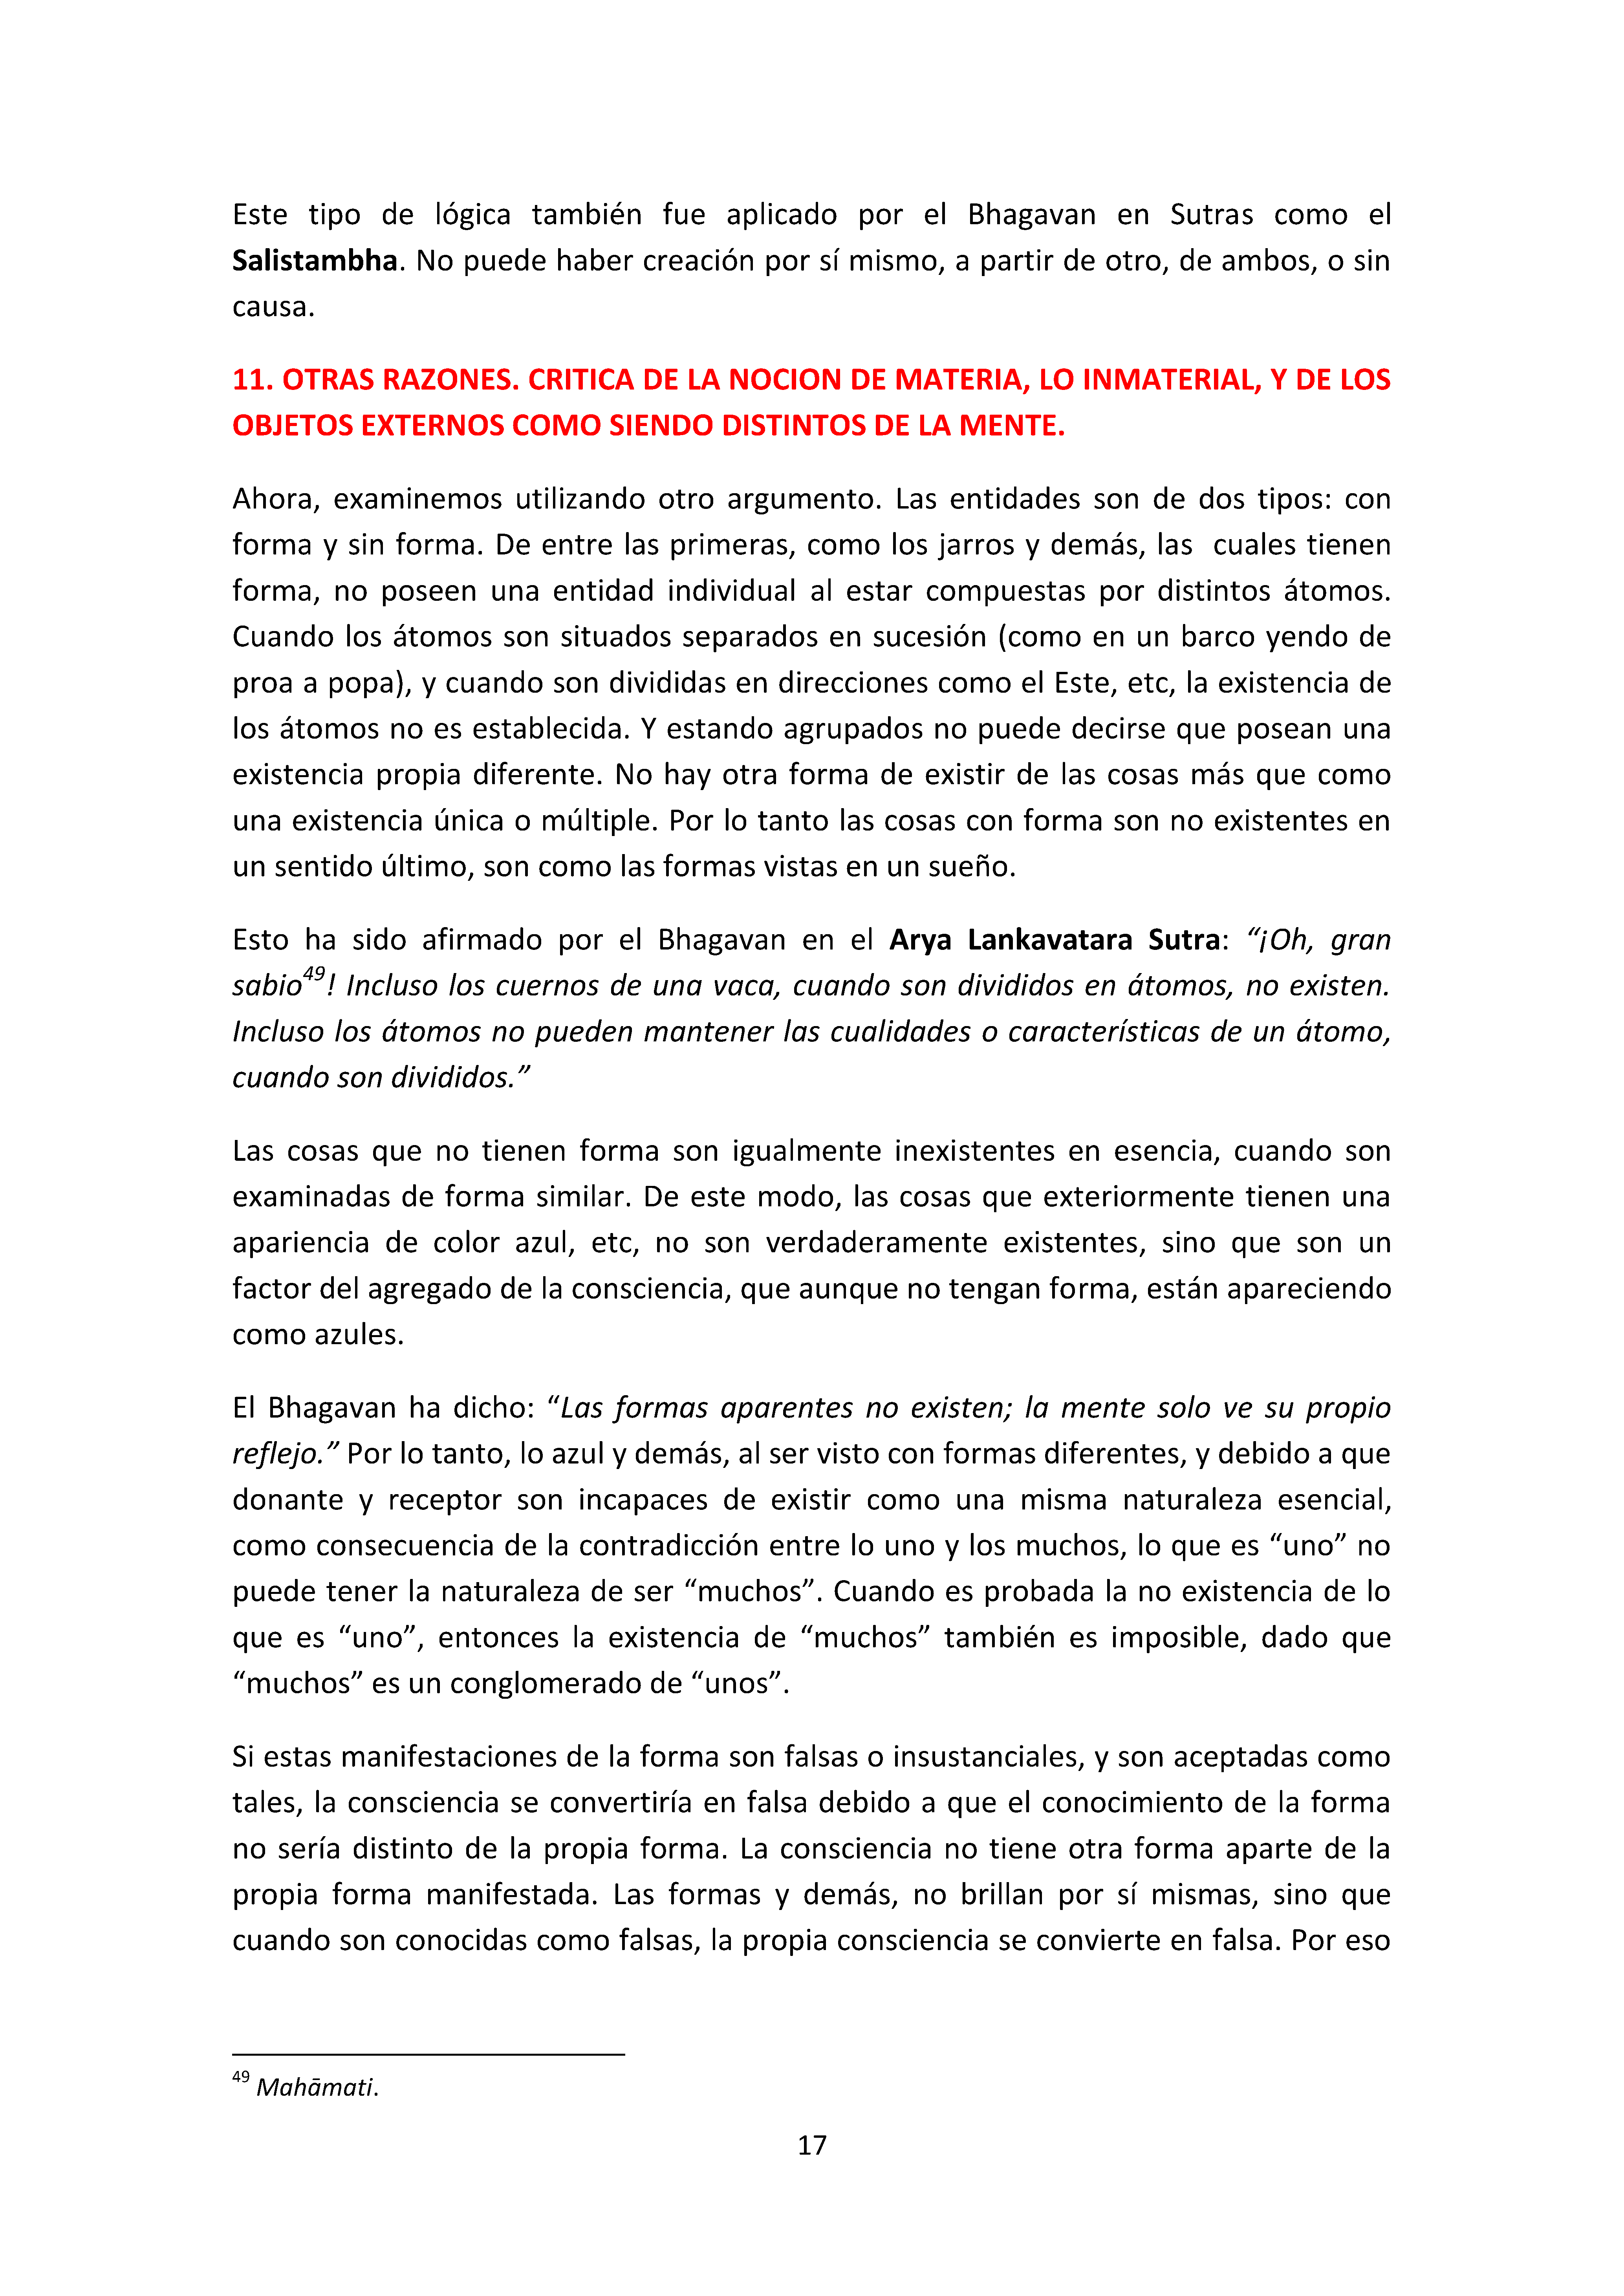 Este tipo de lógica también fue aplicado por el Bhagavan en Sutras como el
Salistambha. No puede haber creación por sí mismo, a partir de otro, de ambos, o sin
causa.
11. OTRAS RAZONES. CRITICA DE LA NOCION DE MATERIA, LO INMATERIAL, Y DE LOS
OBJETOS EXTERNOS COMO SIENDO DISTINTOS DE LA MENTE.
Ahora, examinemos utilizando otro argumento. Las entidades son de dos tipos: con
forma y sin forma. De entre las primeras, como los jarros y demás, las cuales tienen
forma, no poseen una entidad individual al estar compuestas por distintos átomos.
Cuando los átomos son situados separados en sucesión (como en un barco yendo de
proa a popa), y cuando son divididas en direcciones como el Este, etc, la existencia de
los átomos no es establecida. Y estando agrupados no puede decirse que posean una
existencia propia diferente. No hay otra forma de existir de las cosas más que como
una existencia única o múltiple. Por lo tanto las cosas con forma son no existentes en
un sentido último, son como las formas vistas en un sueño.
Esto ha sido afirmado por el Bhagavan en el Arya Lankavatara Sutra: “¡Oh, gran
sabio49! Incluso los cuernos de una vaca, cuando son divididos en átomos, no existen.
Incluso los átomos no pueden mantener las cualidades o características de un átomo,
cuando son divididos.”
Las cosas que no tienen forma son igualmente inexistentes en esencia, cuando son
examinadas de forma similar. De este modo, las cosas que exteriormente tienen una
apariencia de color azul, etc, no son verdaderamente existentes, sino que son un
factor del agregado de la consciencia, que aunque no tengan forma, están apareciendo
como azules.
El Bhagavan ha dicho: “Las formas aparentes no existen; la mente solo ve su propio
reflejo.” Por lo tanto, lo azul y demás, al ser visto con formas diferentes, y debido a que
donante y receptor son incapaces de existir como una misma naturaleza esencial,
como consecuencia de la contradicción entre lo uno y los muchos, lo que es “uno” no
puede tener la naturaleza de ser “muchos”. Cuando es probada la no existencia de lo
que es “uno”, entonces la existencia de “muchos” también es imposible, dado que
“muchos” es un conglomerado de “unos”.
Si estas manifestaciones de la forma son falsas o insustanciales, y son aceptadas como
tales, la consciencia se convertiría en falsa debido a que el conocimiento de la forma
no sería distinto de la propia forma. La consciencia no tiene otra forma aparte de la
propia forma manifestada. Las formas y demás, no brillan por sí mismas, sino que
cuando son conocidas como falsas, la propia consciencia se convierte en falsa. Por eso
49 Mahāmati.
17